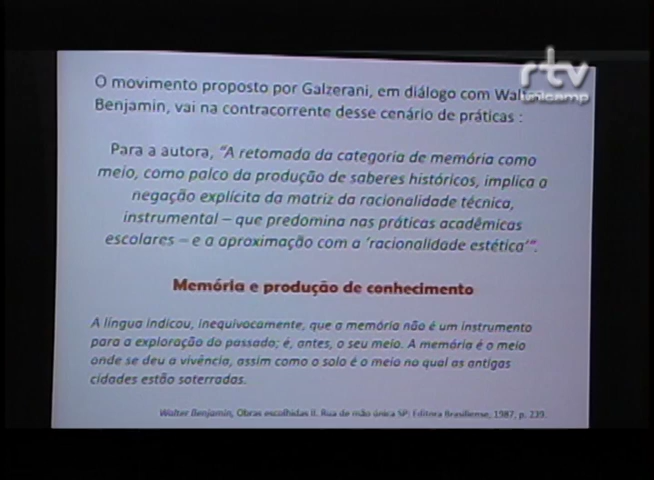 rtv
unicamp
O movimento proposto por Galzerani, em diálogo com Walter
Benjamin, vai na contracorrente desse cenário de práticas :
Para a autora, "A retomada da categoria de memória como
meio, como palco da produção de saberes históricos, implica a
negação explícita da matriz da racionalidade técnica,
instrumental – que predomina nas práticas acadêmicas
escolares – e a aproximação com a 'racionalidade estética'".
Memória e produção de conhecimento
A língua indicou, inequivocamente, que a memória não é um instrumento
para a exploração do passado; é, antes, o seu meio. A memória é o meio
onde se deu a vivência, assim como o solo é o meio no qual as antigas
cidades estão soterradas.
Walter Benjamin, Obras escolhidas II. Rua de mão única SP: Editora Brasiliense, 1987, p. 239.